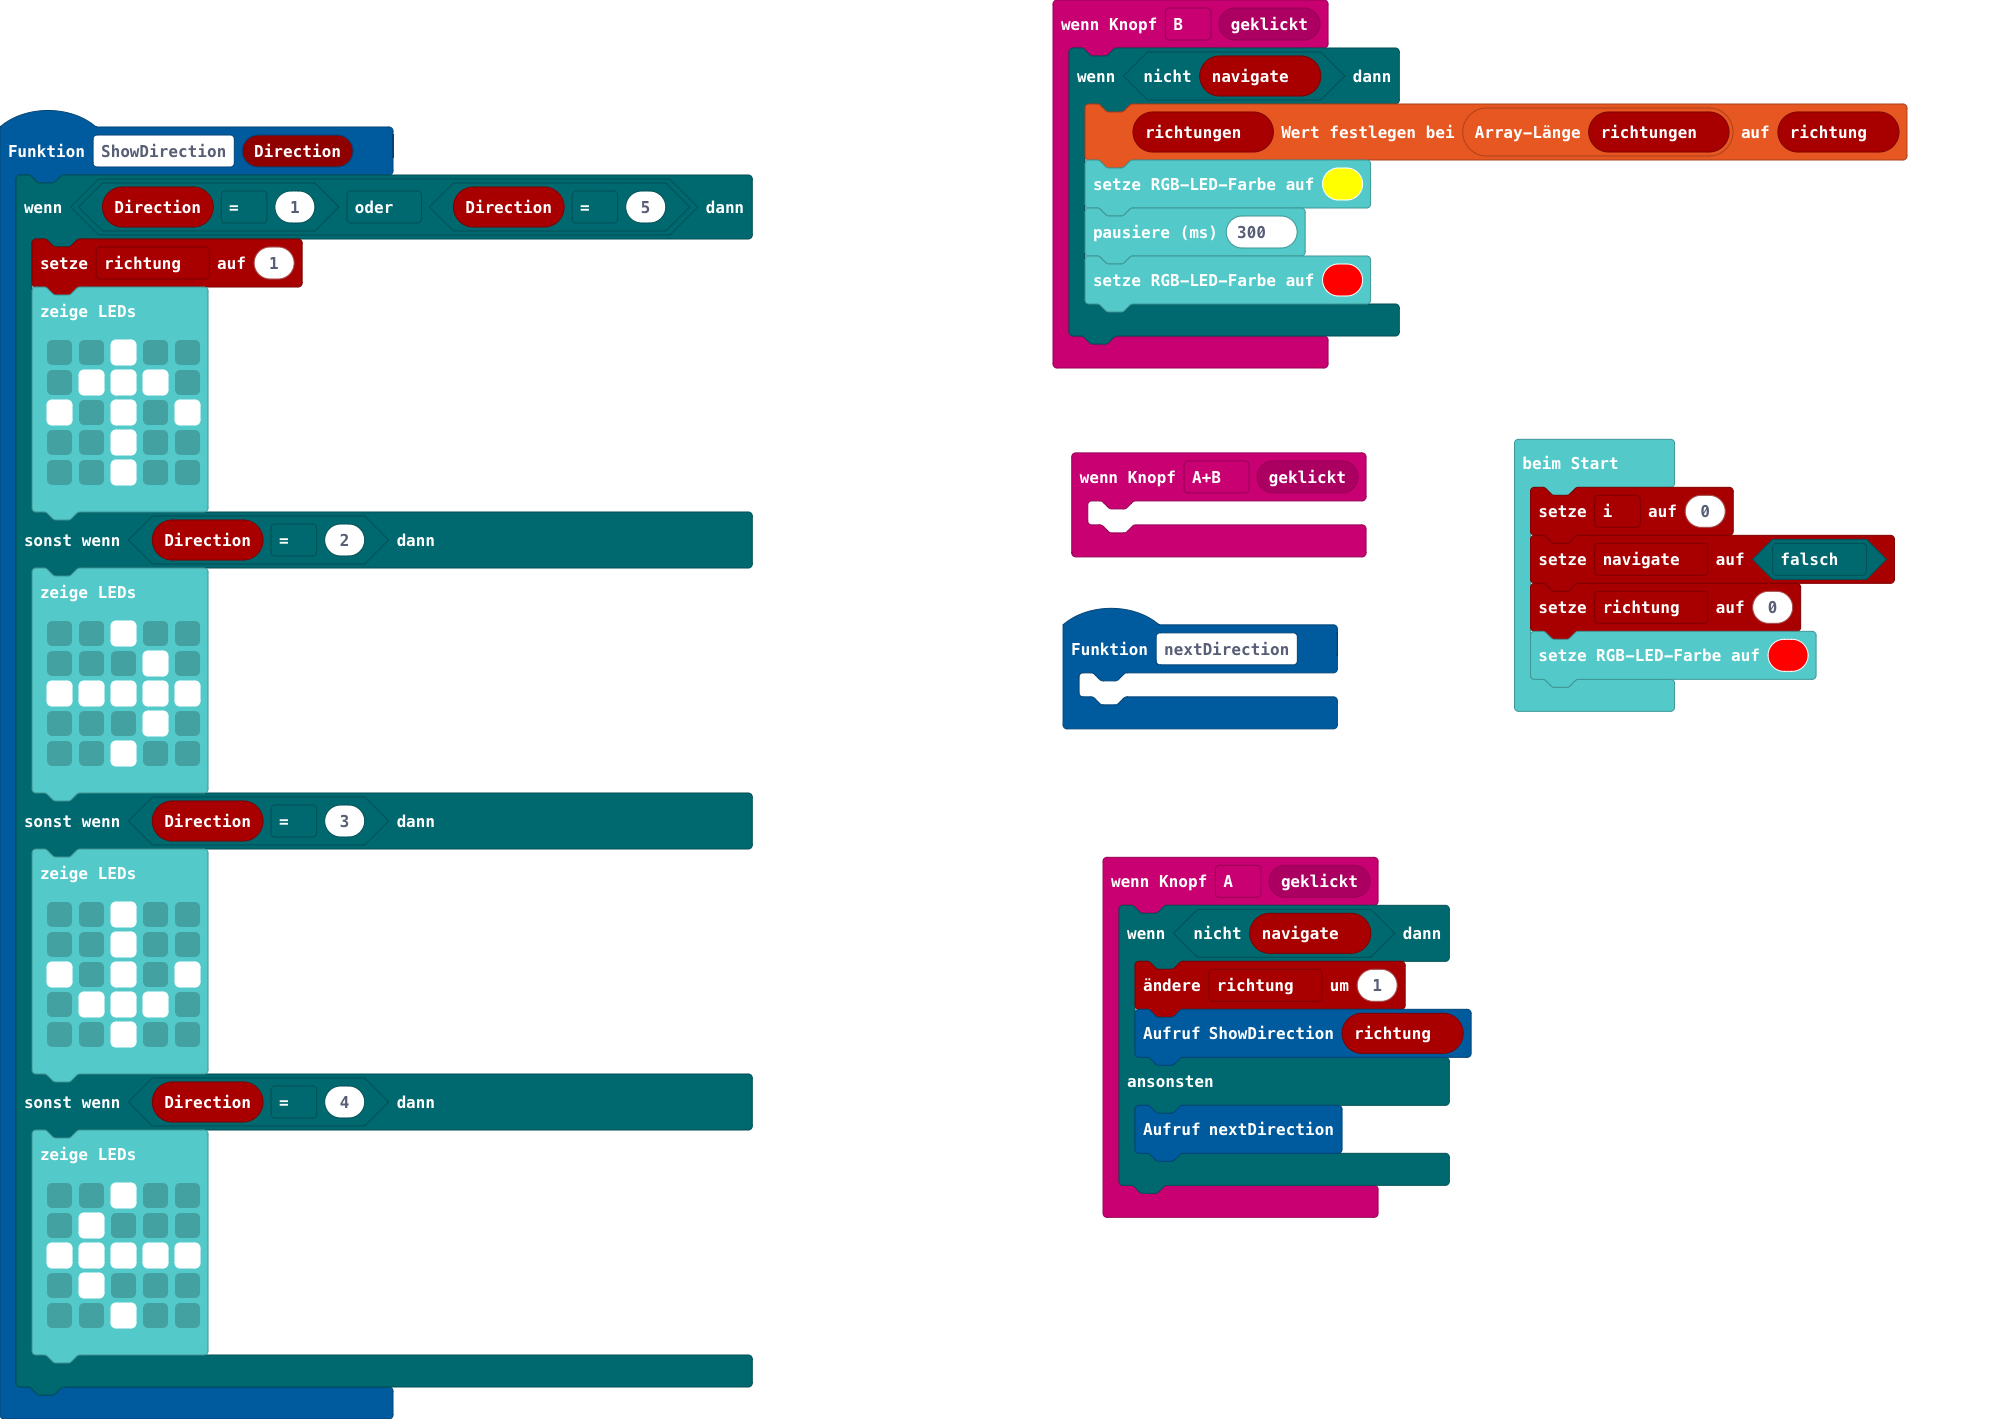 Funktion ShowDirection Direction
wenn Direction = 1 oder Direction = 5 dann
setze richtung auf 1
zeige LEDs
sonst wenn Direction = 2 dann
zeige LEDs
sonst wenn Direction = 3 dann
zeige LEDs
sonst wenn Direction = 4 dann
zeige LEDs
wenn Knopf B geklickt
wenn nicht navigate dann
richtungen Wert festlegen bei Array-Länge richtungen auf richtung
setze RGB-LED-Farbe auf
pausiere (ms) 300
setze RGB-LED-Farbe auf
wenn Knopf A+B geklickt
beim Start
setze i auf 0
setze navigate auf falsch
setze richtung auf 0
setze RGB-LED-Farbe auf
Funktion nextDirection
wenn Knopf A geklickt
wenn nicht navigate dann
ändere richtung um 1
Aufruf ShowDirection richtung
ansonsten
Aufruf nextDirection